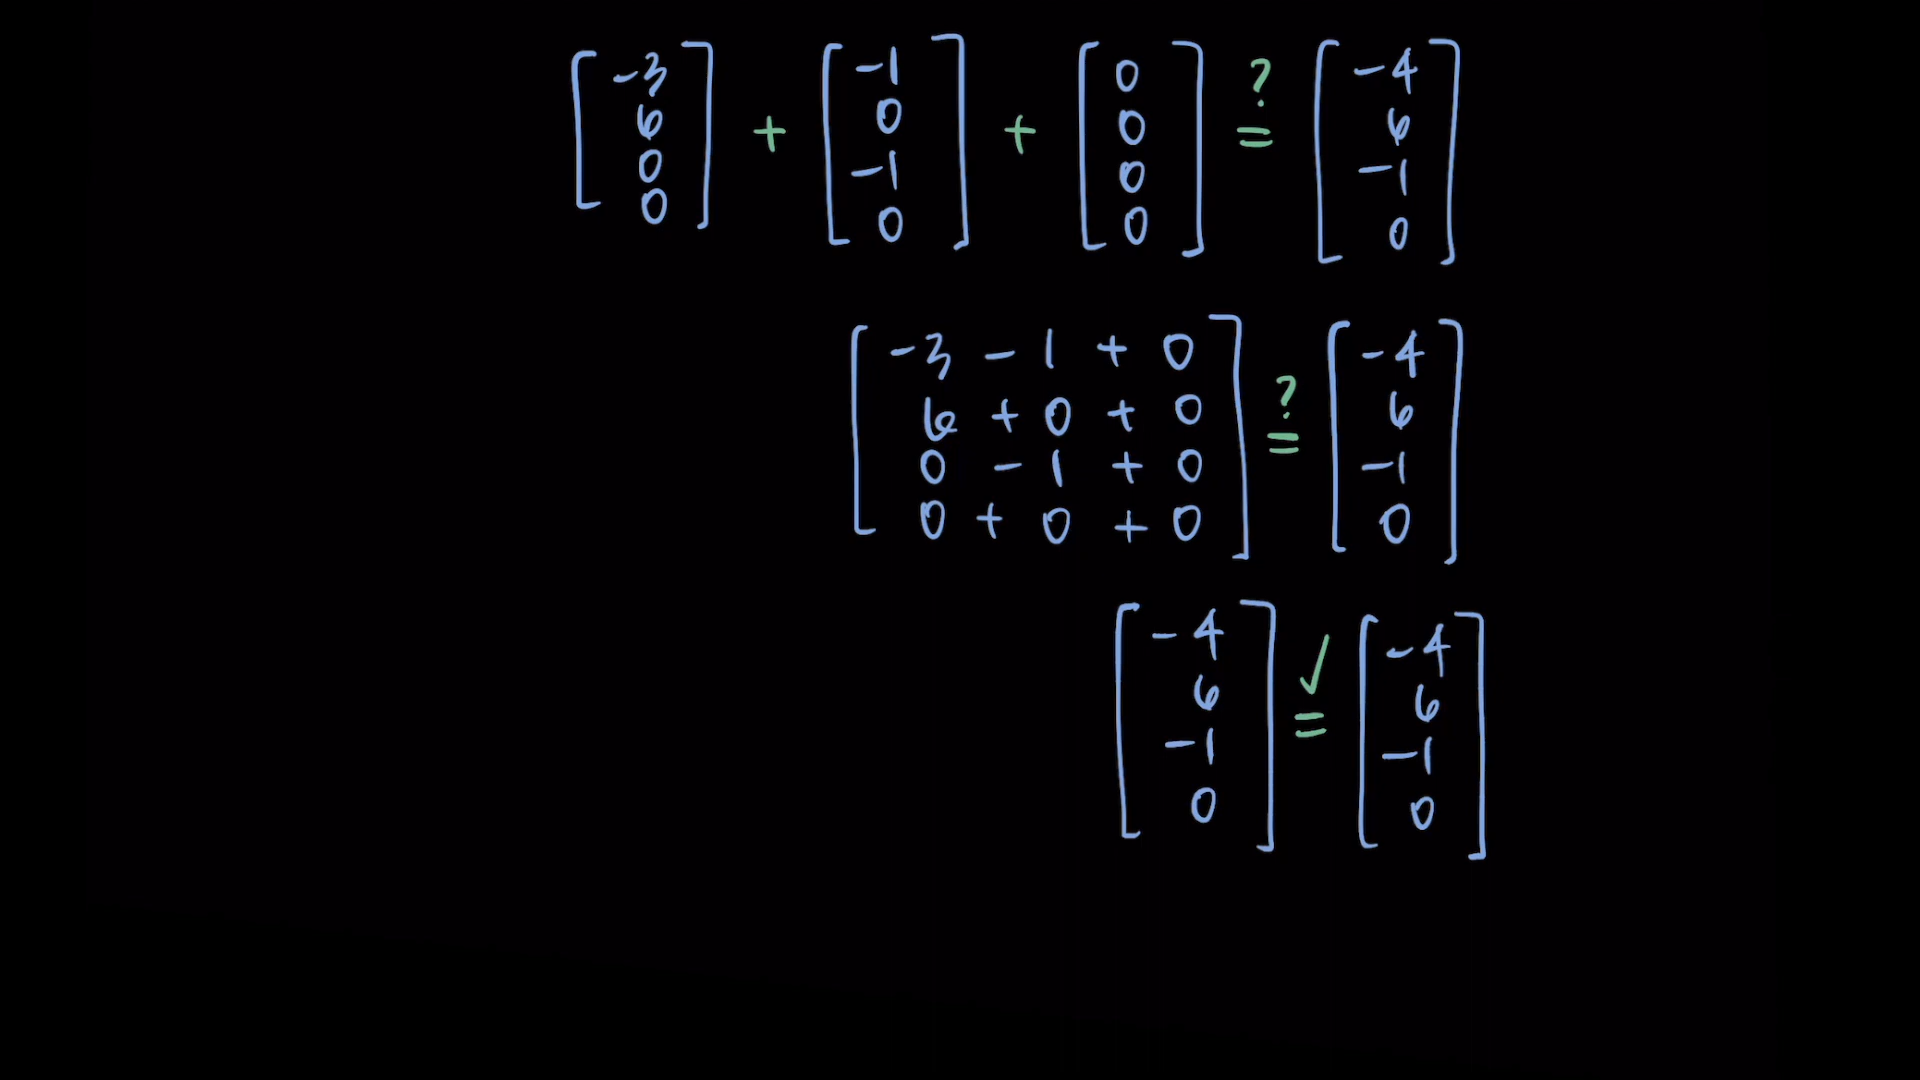 [-3 6 0 0] + [-1 0 -1 0] + [0 0 0 0] ?= [-4 6 -1 0]
[-3 - 1 + 0
6 + 0 + 0
0 - 1 + 0
0 + 0 + 0] ?= [-4 6 -1 0]
[-4 6 -1 0] ✓= [-4 6 -1 0]